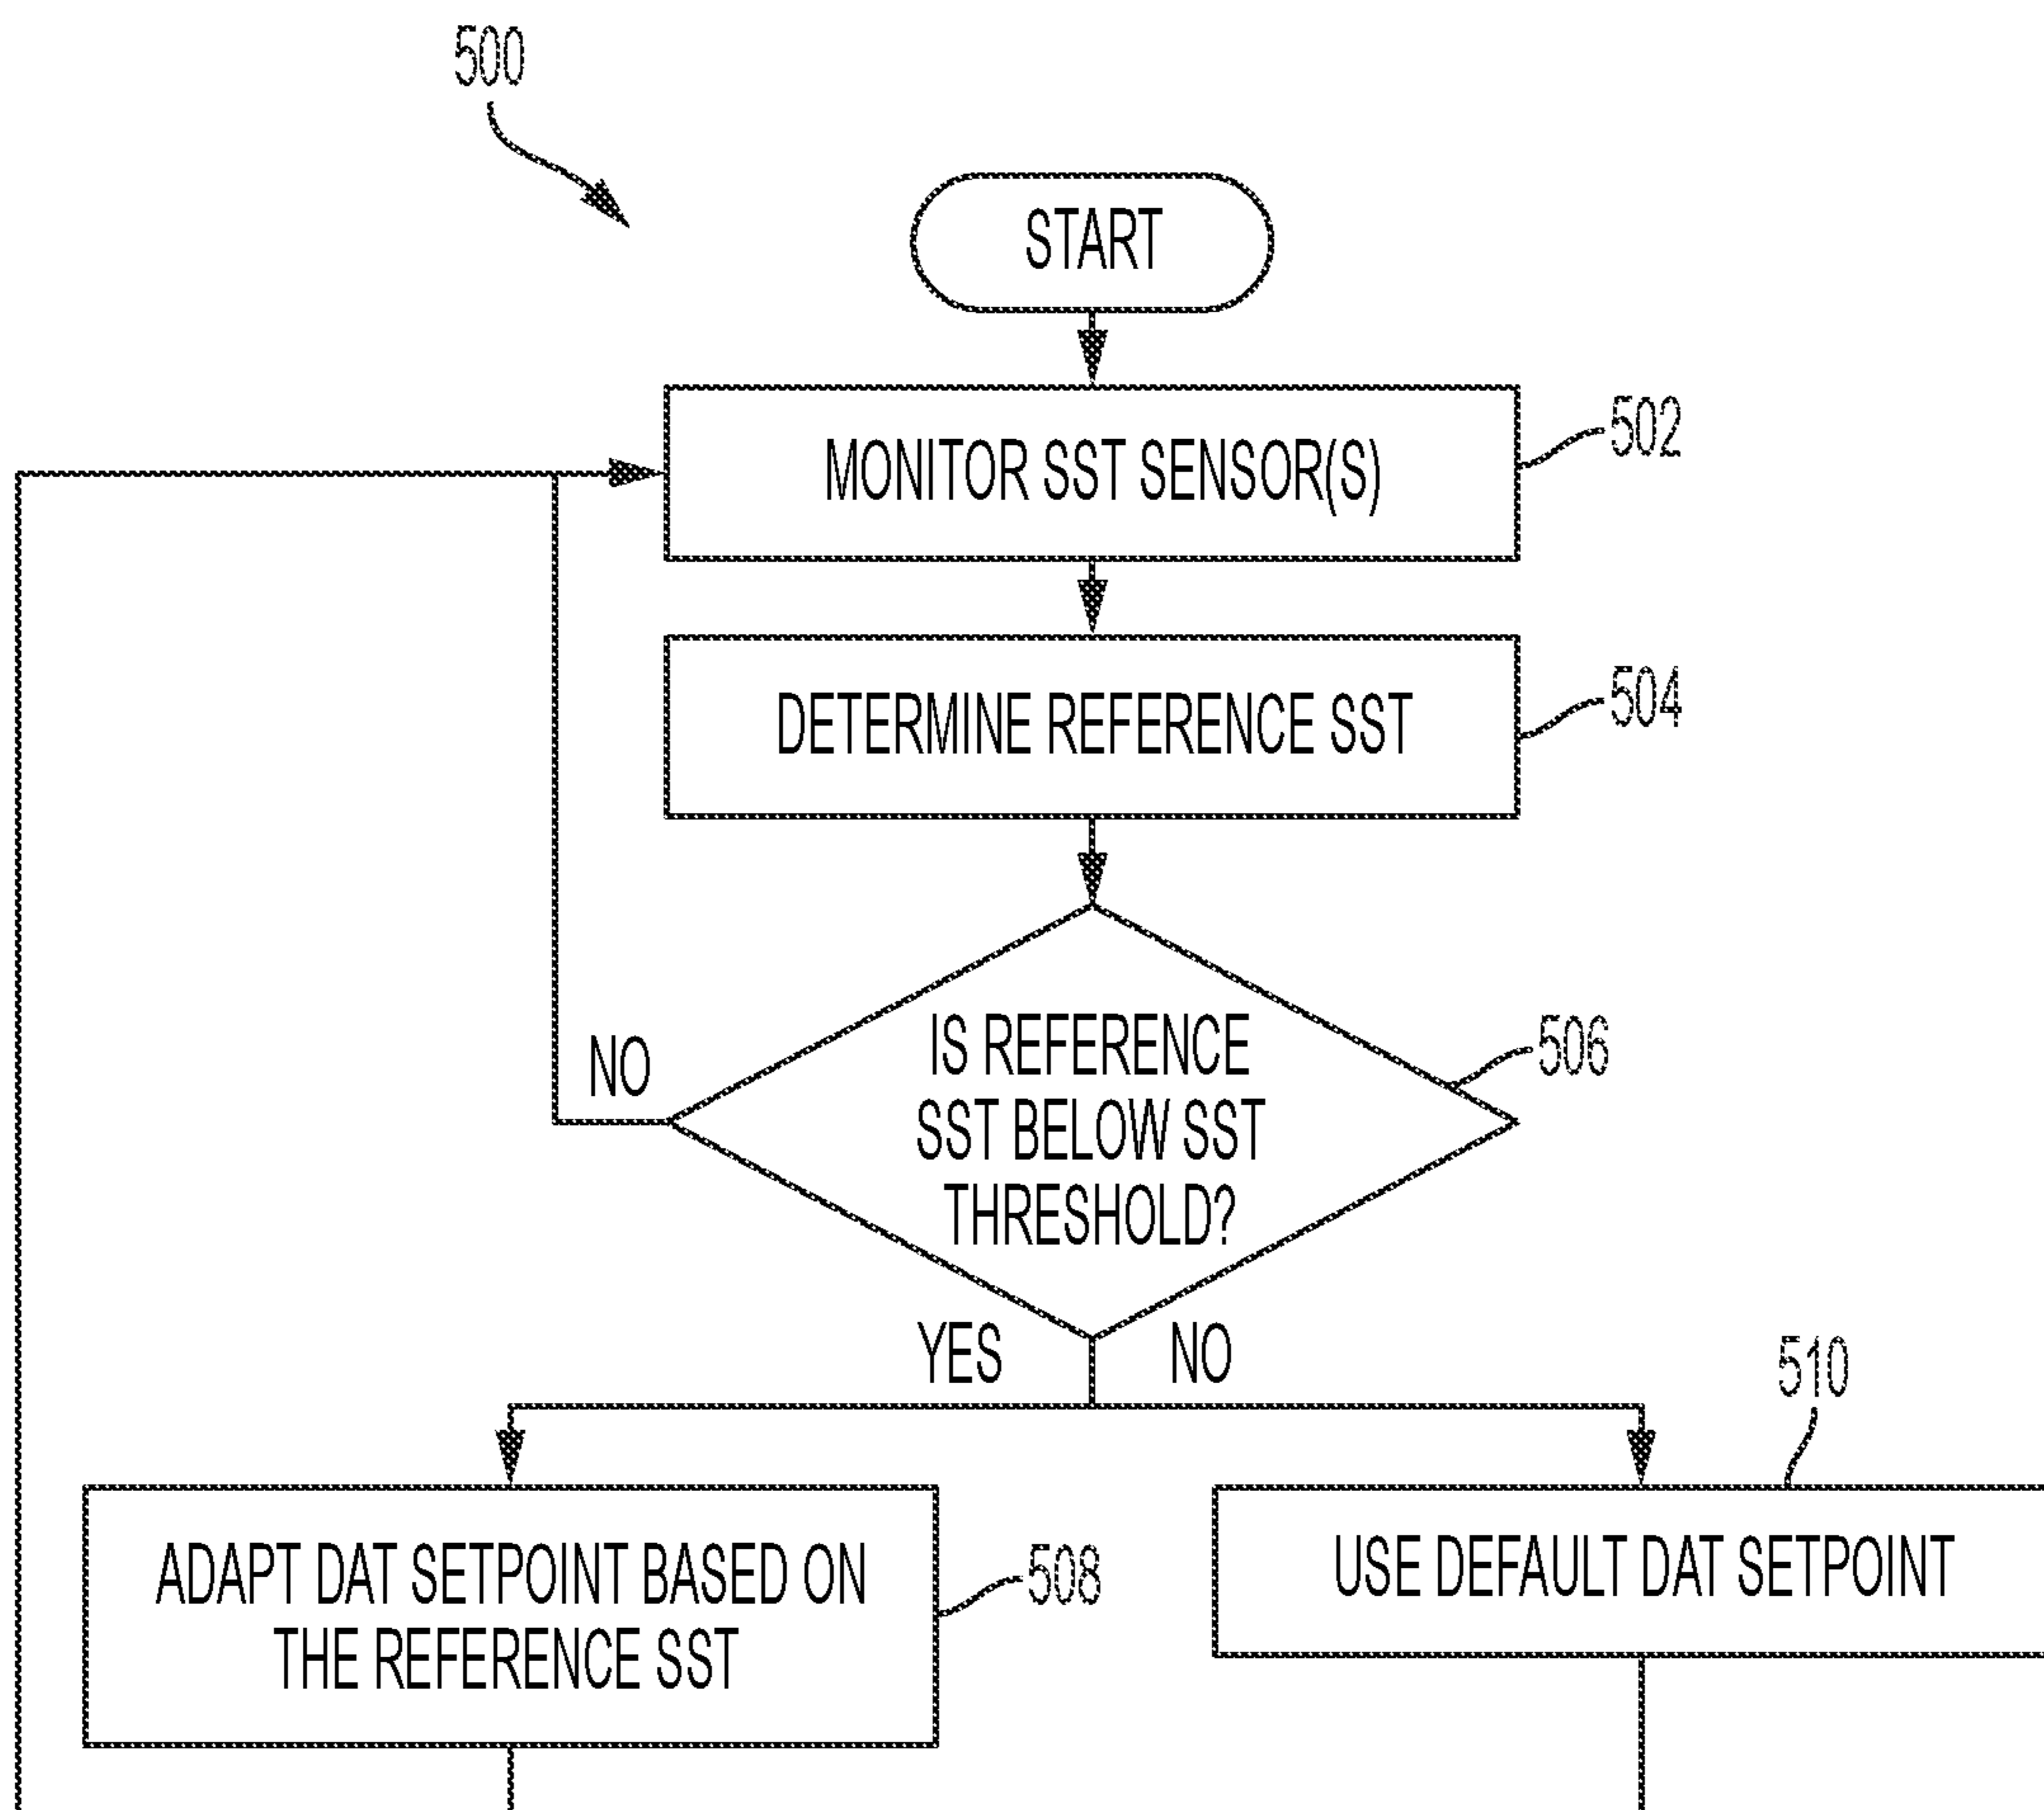 500
START
MONITOR SST SENSOR(S)
502
DETERMINE REFERENCE SST
504
IS REFERENCE
SST BELOW SST
THRESHOLD?
506
NO
YES
NO
510
ADAPT DAT SETPOINT BASED ON
THE REFERENCE SST
508
USE DEFAULT DAT SETPOINT